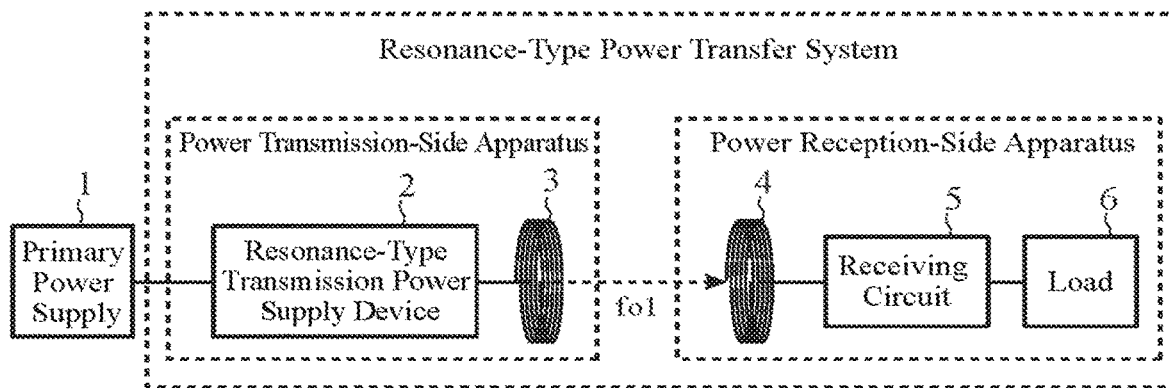 Resonance-Type Power Transfer System
Power Transmission-Side Apparatus
Power Reception-Side Apparatus
1
2
3
4
5
6
Primary
Power
Supply
Resonance-Type
Transmission Power
Supply Device
fo1
Receiving
Circuit
Load